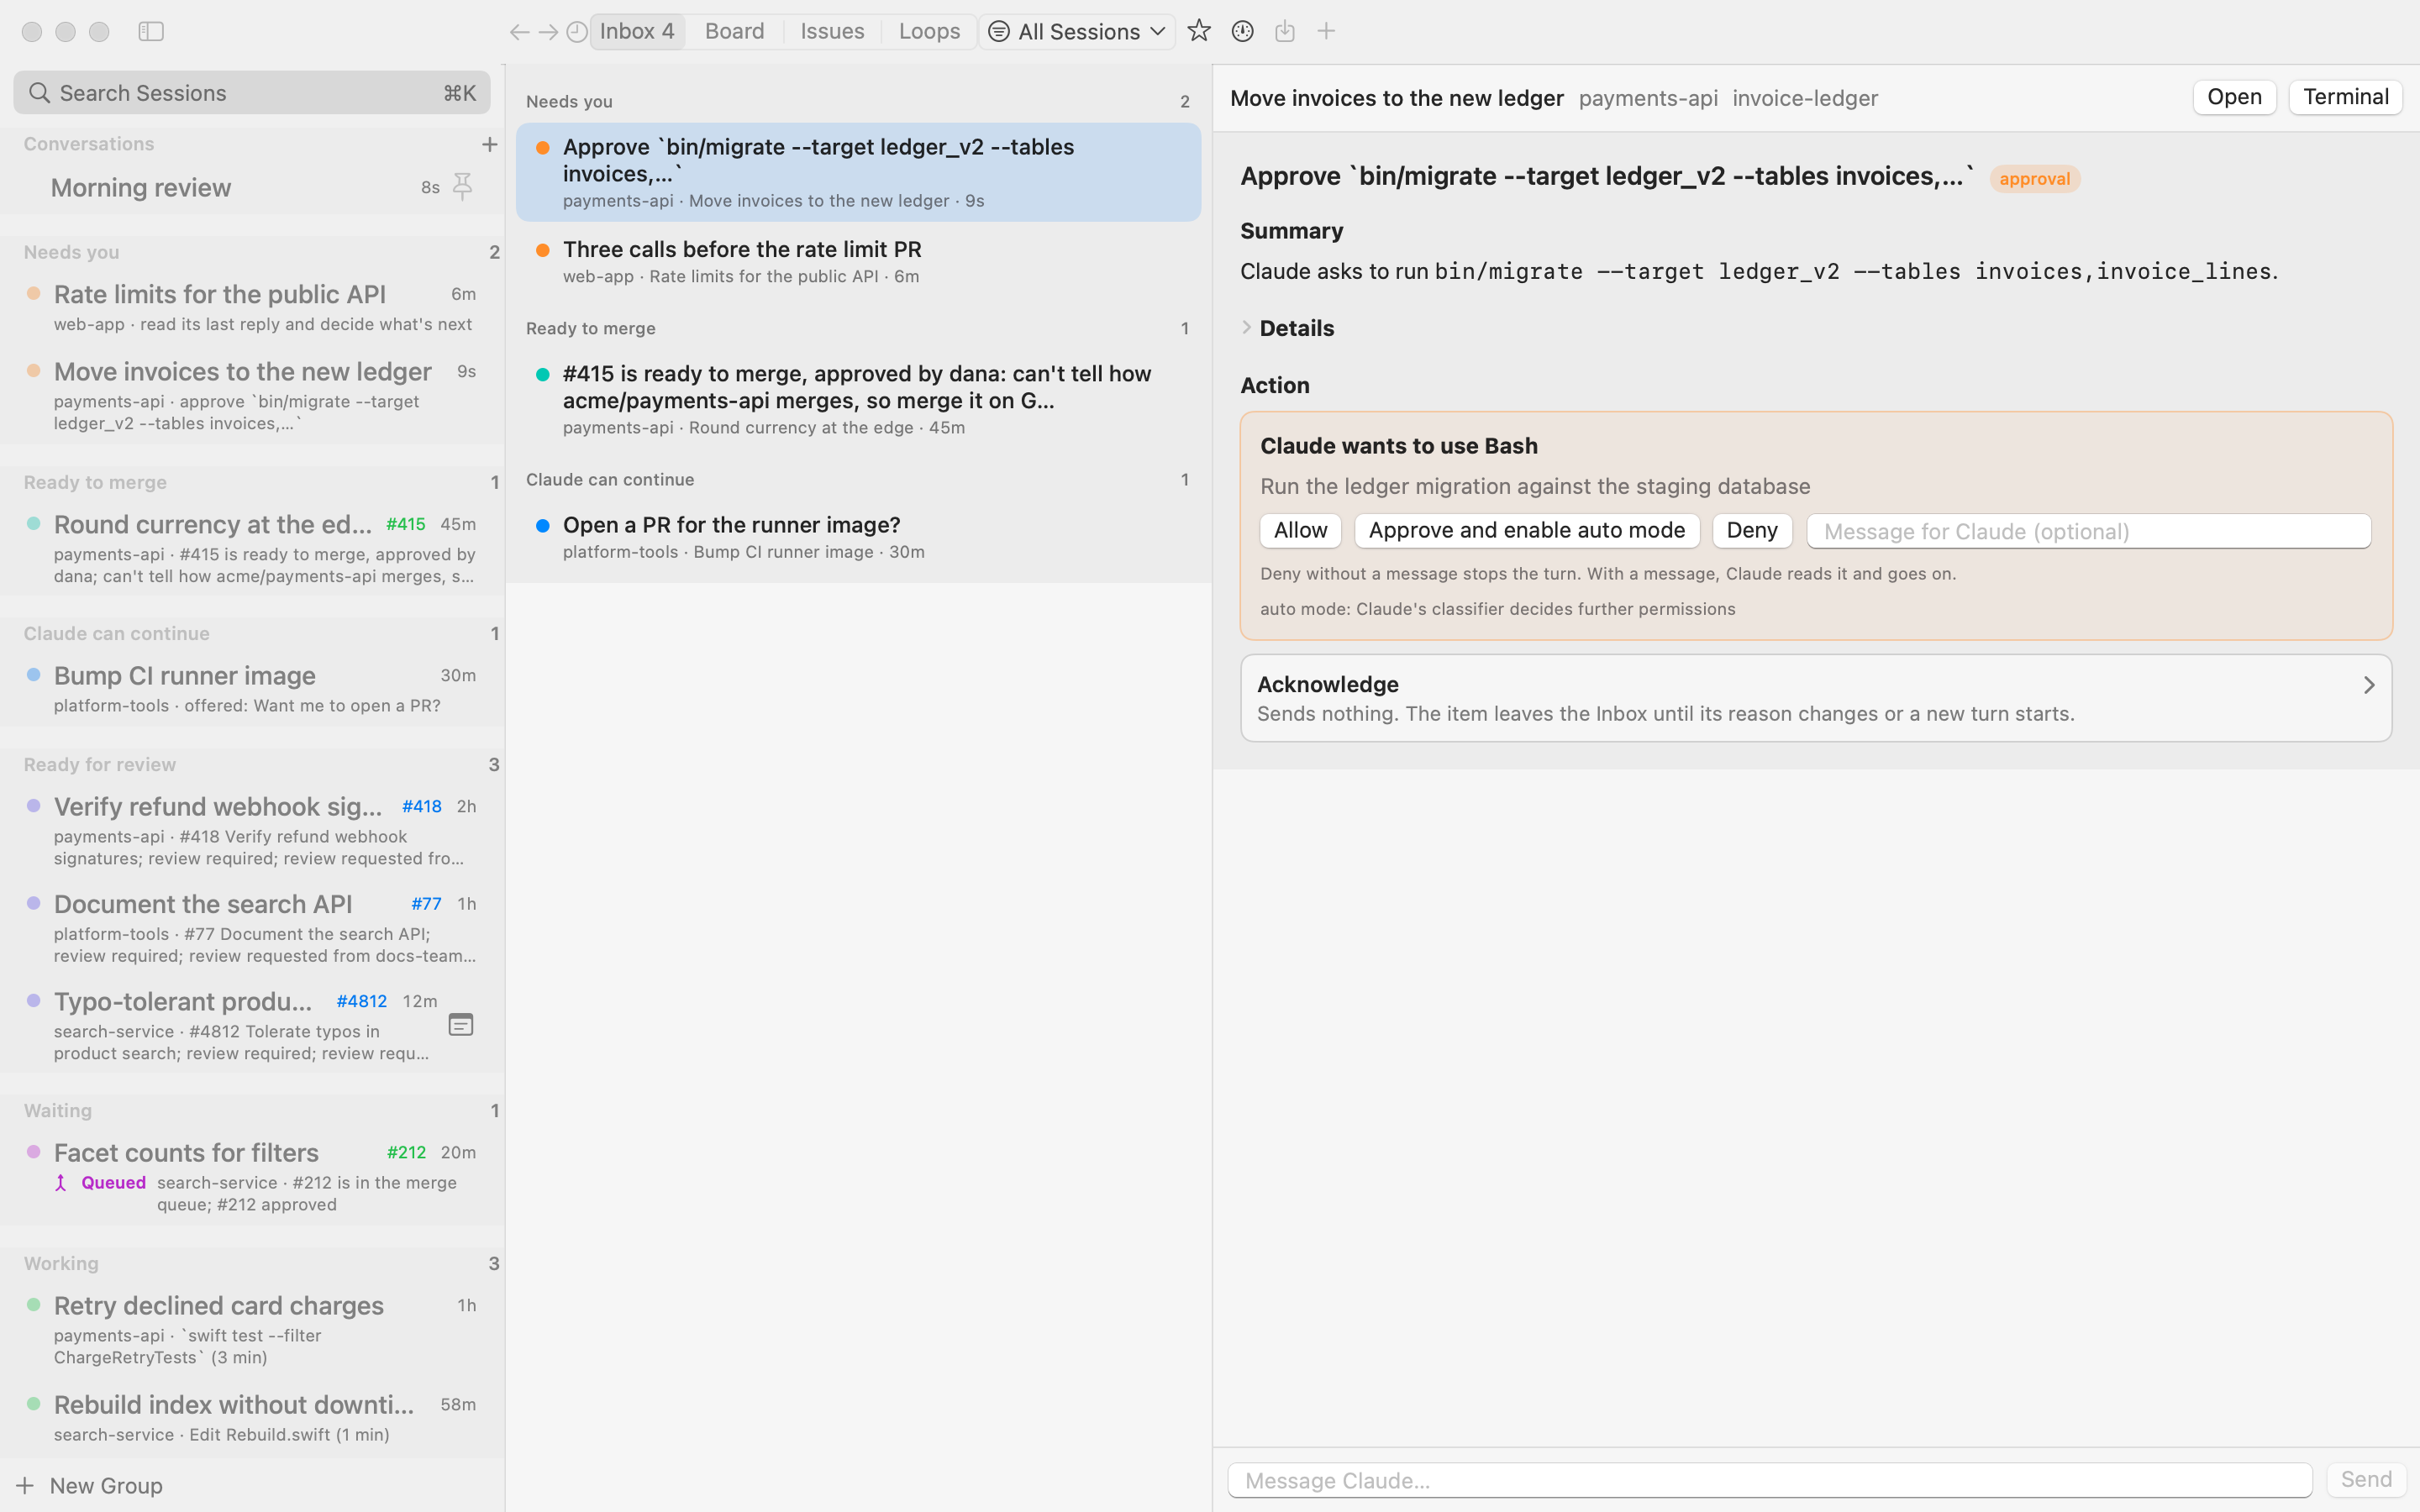 Inbox 4
Board
Issues
Loops
All Sessions
Search Sessions ⌘K
Conversations
Morning review 8s
Needs you 2
Rate limits for the public API 6m
web-app · read its last reply and decide what's next
Move invoices to the new ledger 9s
payments-api · approve `bin/migrate --target
ledger_v2 --tables invoices,...`
Ready to merge 1
Round currency at the ed... #415 45m
payments-api · #415 is ready to merge, approved by
dana; can't tell how acme/payments-api merges, s...
Claude can continue 1
Bump CI runner image 30m
platform-tools · offered: Want me to open a PR?
Ready for review 3
Verify refund webhook sig... #418 2h
payments-api · #418 Verify refund webhook
signatures; review required; review requested fro...
Document the search API #77 1h
platform-tools · #77 Document the search API;
review required; review requested from docs-team...
Typo-tolerant produ... #4812 12m
search-service · #4812 Tolerate typos in
product search; review required; review requ...
Waiting 1
Facet counts for filters #212 20m
Queued search-service · #212 is in the merge
queue; #212 approved
Working 3
Retry declined card charges 1h
payments-api · `swift test --filter
ChargeRetryTests` (3 min)
Rebuild index without downti... 58m
search-service · Edit Rebuild.swift (1 min)
New Group
Needs you 2
Approve `bin/migrate --target ledger_v2 --tables
invoices,...`
payments-api · Move invoices to the new ledger · 9s
Three calls before the rate limit PR
web-app · Rate limits for the public API · 6m
Ready to merge 1
#415 is ready to merge, approved by dana: can't tell how
acme/payments-api merges, so merge it on G...
payments-api · Round currency at the edge · 45m
Claude can continue 1
Open a PR for the runner image?
platform-tools · Bump CI runner image · 30m
Move invoices to the new ledger payments-api invoice-ledger
Open
Terminal
Approve `bin/migrate --target ledger_v2 --tables invoices,...` approval
Summary
Claude asks to run bin/migrate --target ledger_v2 --tables invoices,invoice_lines.
Details
Action
Claude wants to use Bash
Run the ledger migration against the staging database
Allow
Approve and enable auto mode
Deny
Message for Claude (optional)
Deny without a message stops the turn. With a message, Claude reads it and goes on.
auto mode: Claude's classifier decides further permissions
Acknowledge
Sends nothing. The item leaves the Inbox until its reason changes or a new turn starts.
Message Claude...
Send